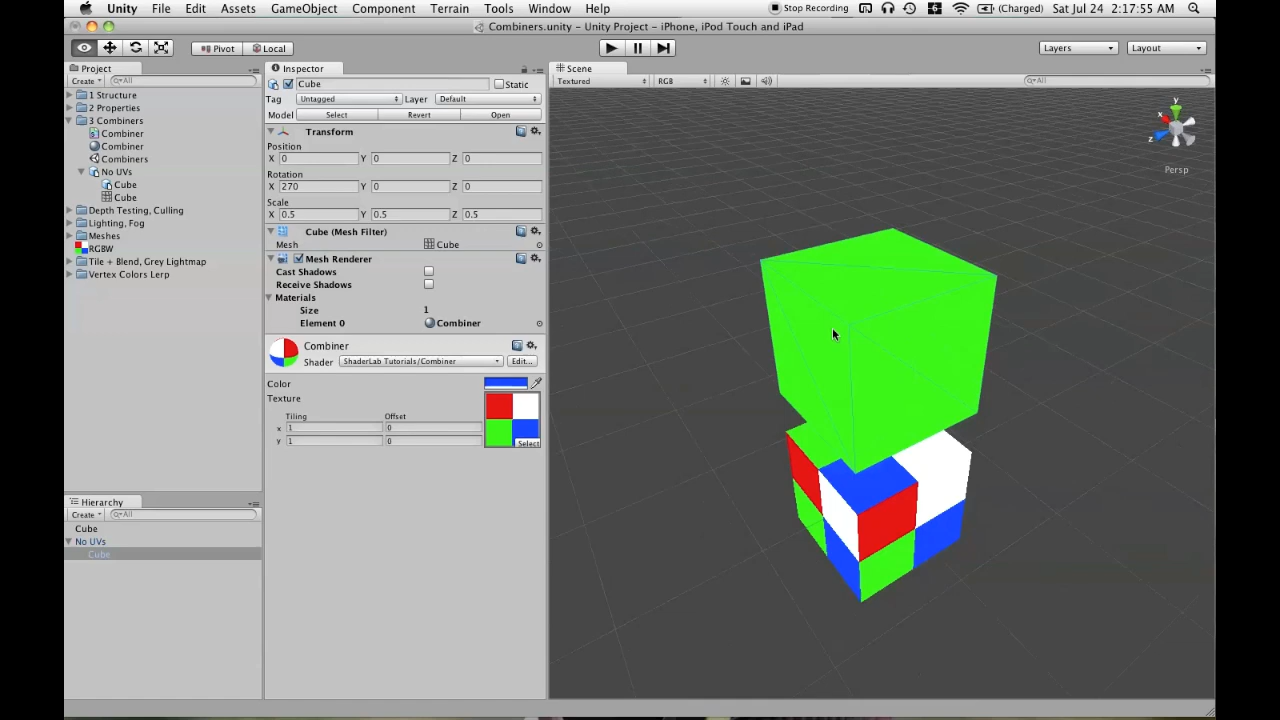 Unity File Edit Assets GameObject Component Terrain Tools Window Help Stop Recording (Charged) Sat Jul 24 2:17:55 AM
Combiners.unity - Unity Project - iPhone, iPod Touch and iPad
Pivot Local Layers Layout
Project Inspector Scene
Create All
Textured RGB All
1 Structure
2 Properties
3 Combiners
Combiner
Combiner
Combiners
No UVs
Cube
Cube
Depth Testing, Culling
Lighting, Fog
Meshes
RGBW
Tile + Blend, Grey Lightmap
Vertex Colors Lerp
Cube Static
Tag Untagged Layer Default
Model Select Revert Open
Transform
Position
X 0 Y 0 Z 0
Rotation
X 270 Y 0 Z 0
Scale
X 0.5 Y 0.5 Z 0.5
Cube (Mesh Filter)
Mesh Cube
Mesh Renderer
Cast Shadows
Receive Shadows
Materials
Size 1
Element 0 Combiner
Combiner
Shader ShaderLab Tutorials/Combiner Edit...
Color
Texture
Tiling Offset
x 1 0
y 1 0
Select
y
x
z
Persp
Hierarchy
Create All
Cube
No UVs
Cube